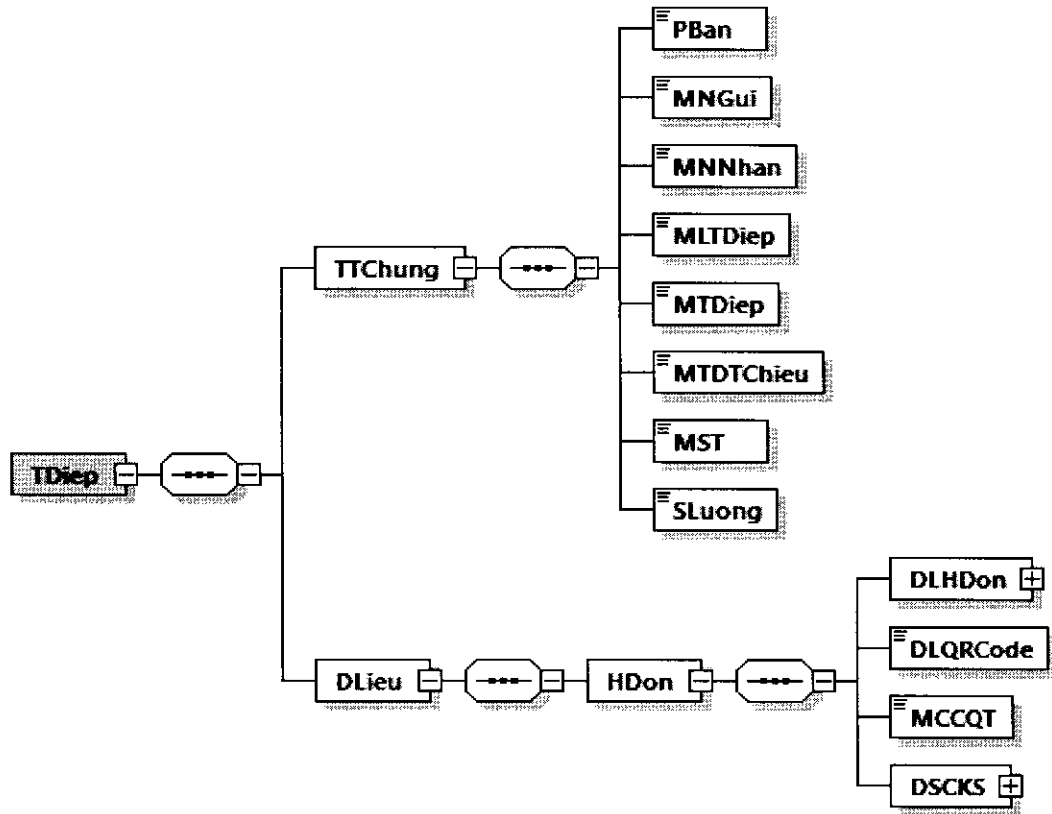 PBan
MNGui
MNNhan
MLTDiep
TTChung
MTDiep
MTDTChieu
MST
TDiep
SLuong
DLHDon
DLQRCode
DLieu
HDon
MCCQT
DSCKS